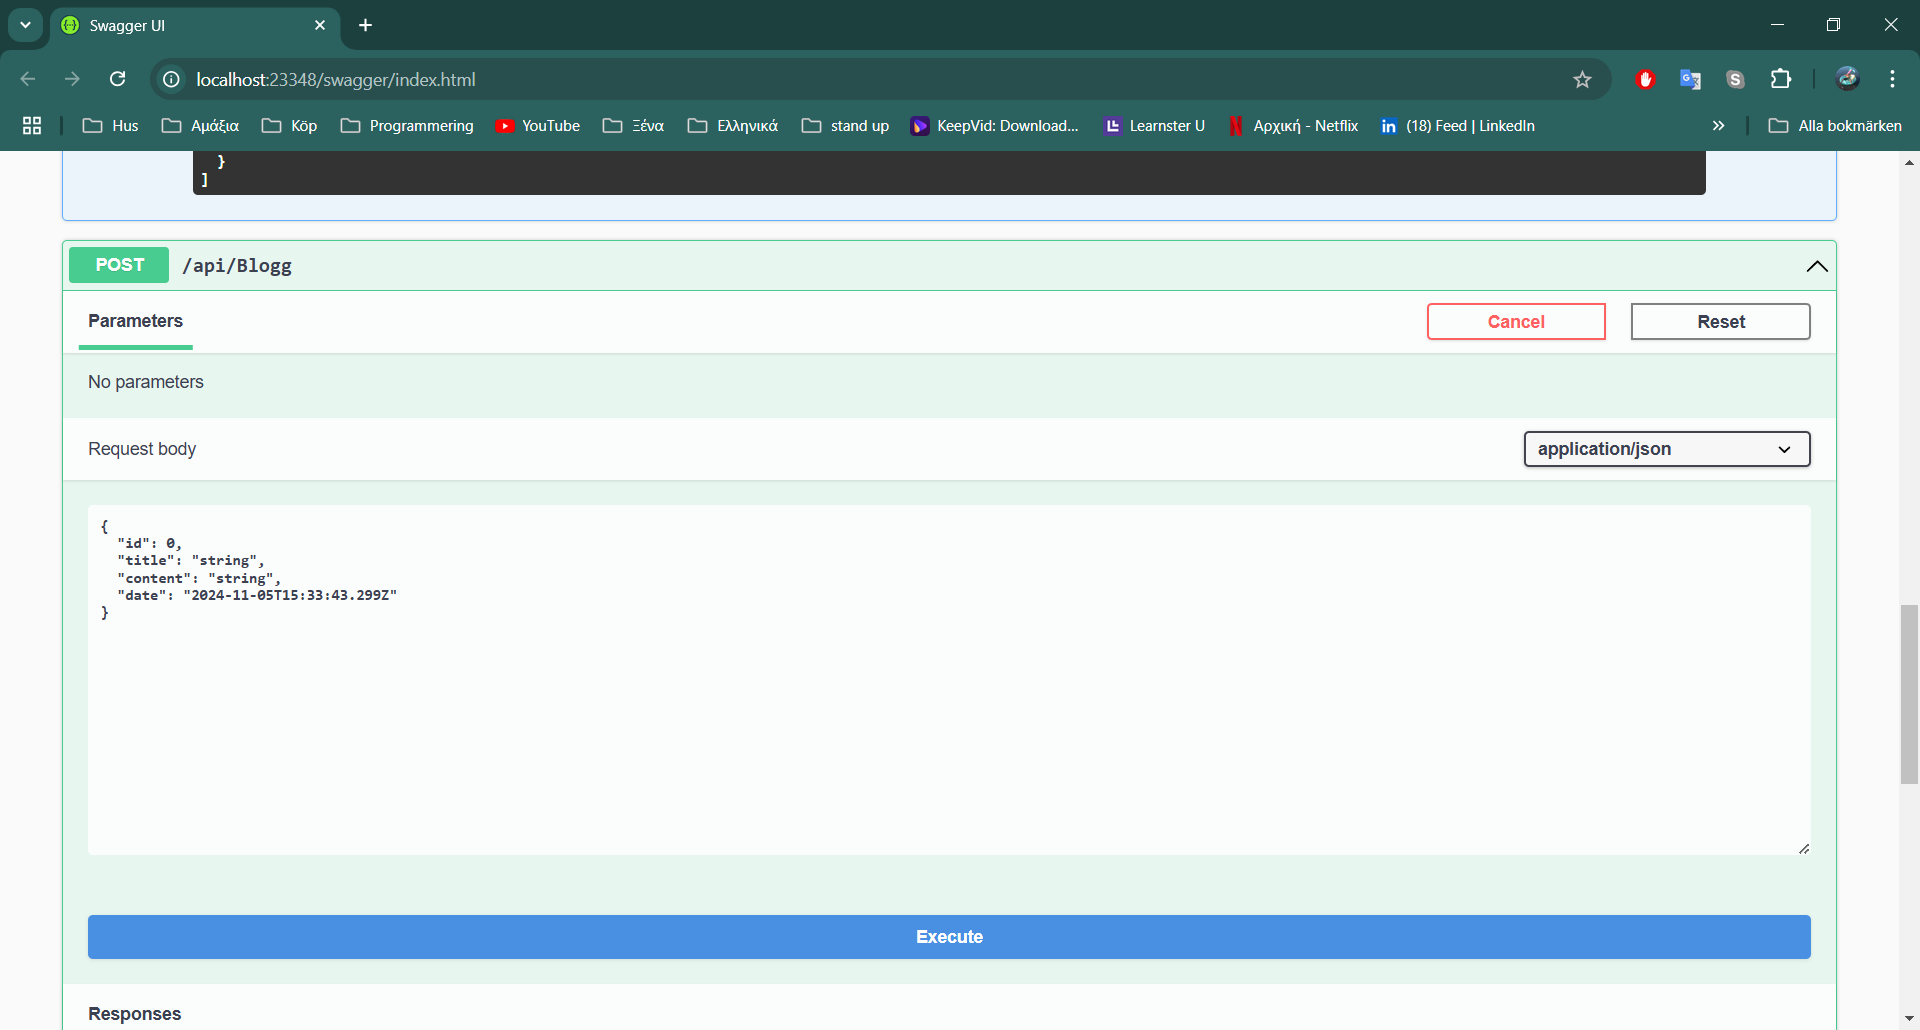 Swagger UI
localhost:23348/swagger/index.html
Hus Αμάξια Köp Programmering YouTube Ξένα Ελληνικά stand up KeepVid: Download... Learnster U Αρχική - Netflix (18) Feed | LinkedIn » Alla bokmärken
}
]
POST /api/Blogg
Parameters Cancel Reset
No parameters
Request body application/json
{
"id": 0,
"title": "string",
"content": "string",
"date": "2024-11-05T15:33:43.299Z"
}
Execute
Responses